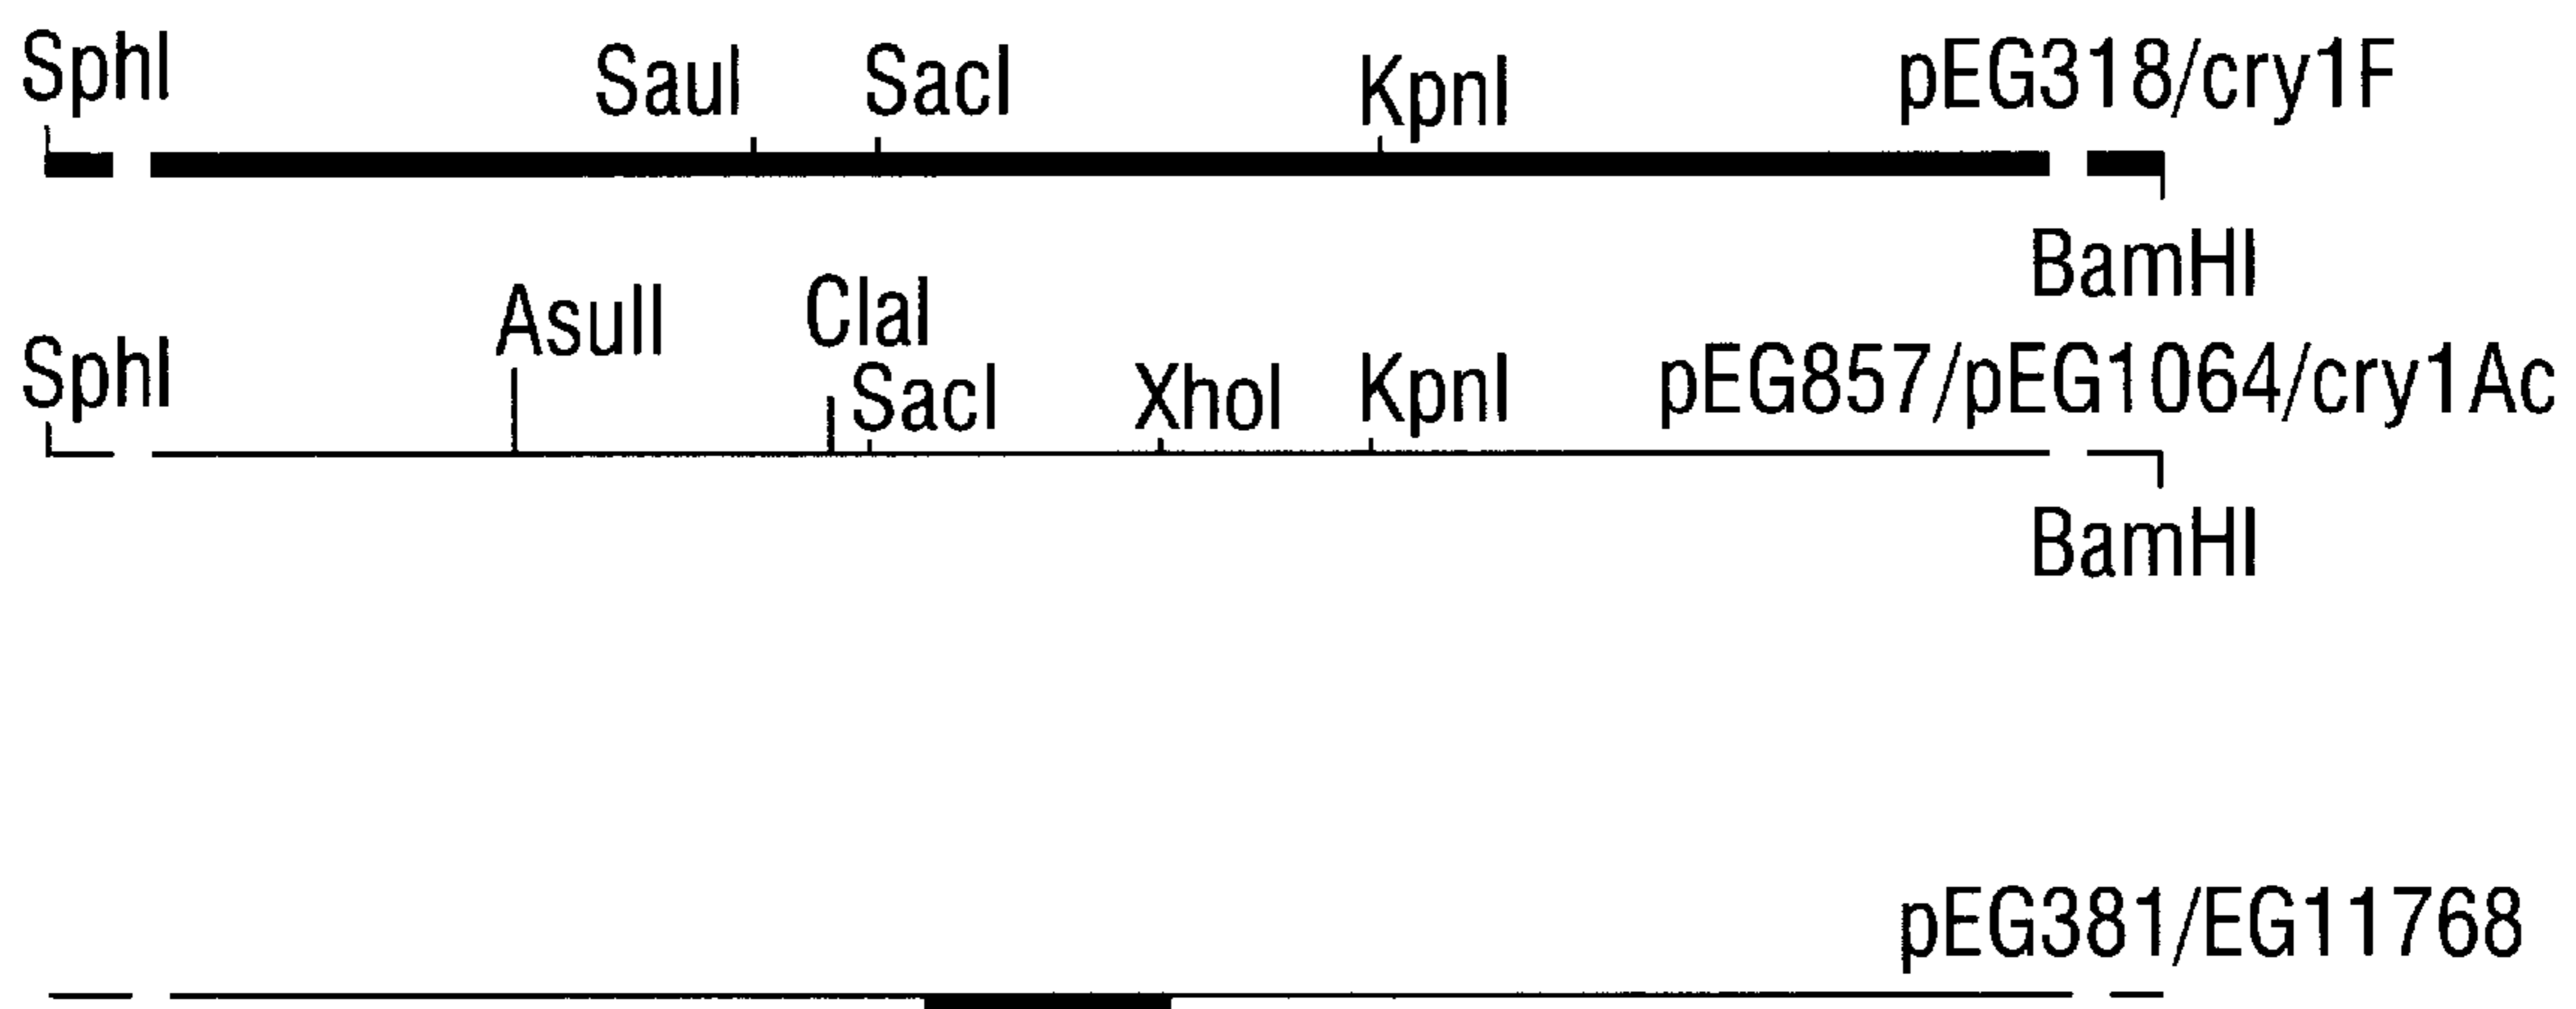 SphI SauI SacI KpnI pEG318/cry1F
BamHI
SphI AsuII ClaI SacI XhoI KpnI pEG857/pEG1064/cry1Ac
BamHI
pEG381/EG11768